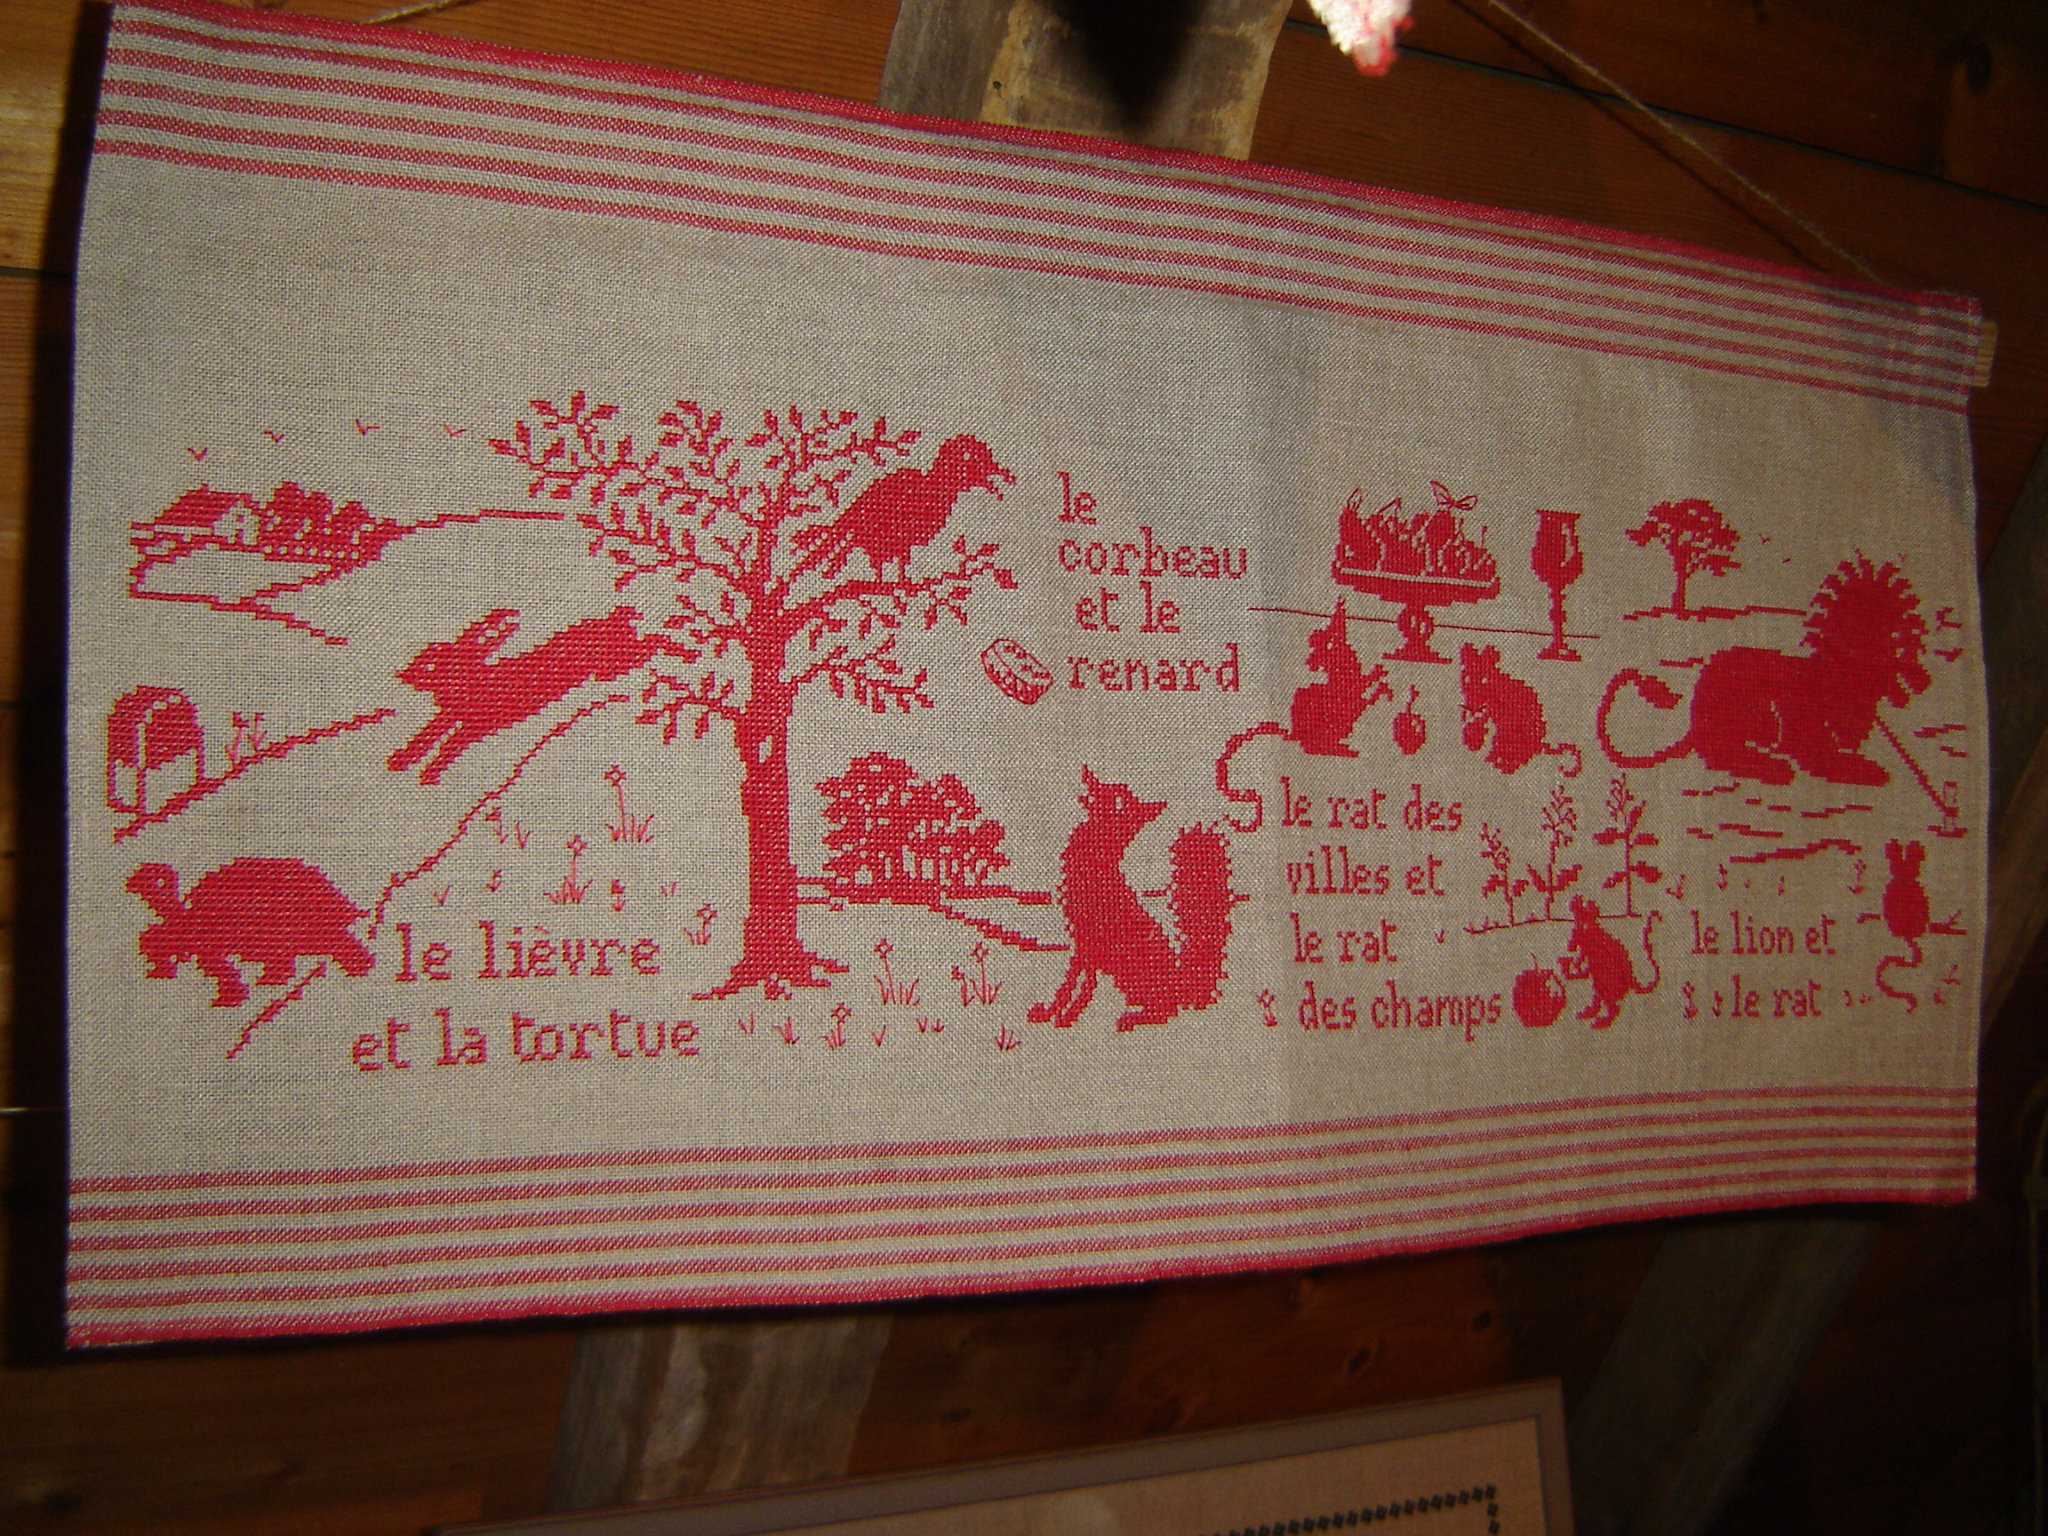 le
corbeau
et le
renard
le lièvre
et la tortue
le rat des
villes et
le rat
des champs
le lion et
le rat